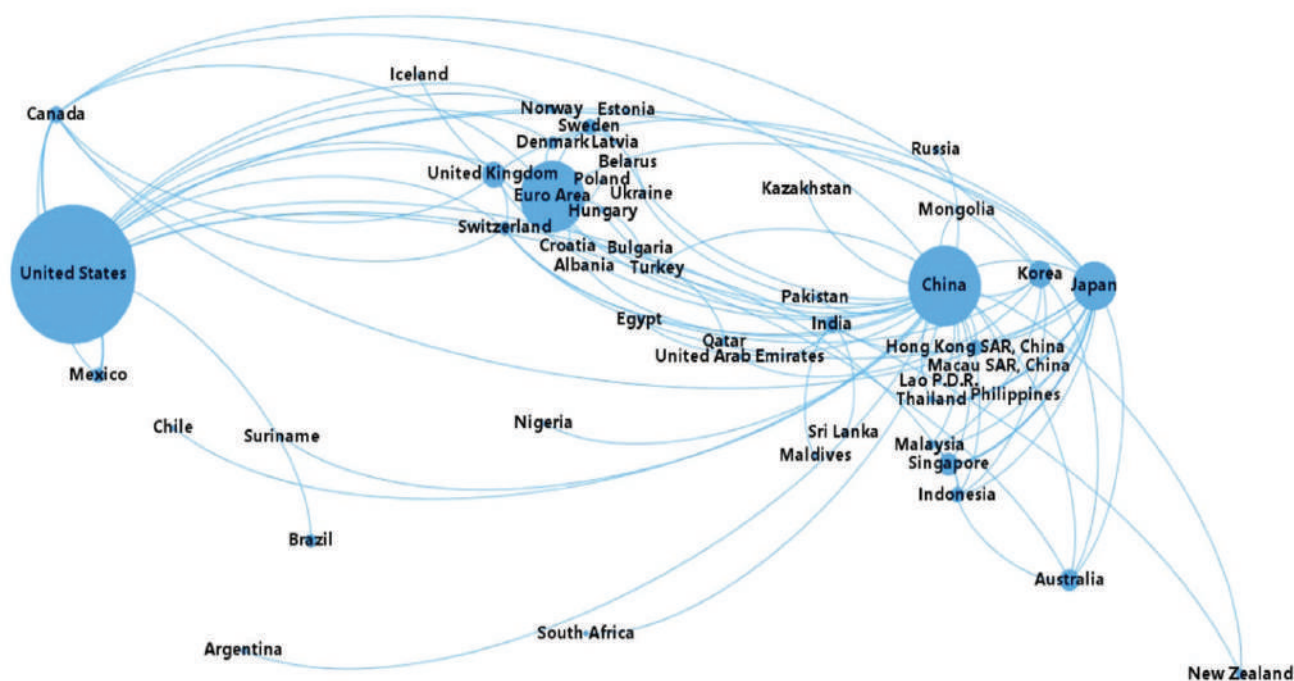 Iceland
Canada
Norway
Estonia
Sweden
Denmark
Latvia
Russia
Belarus
United Kingdom
Poland
Kazakhstan
Euro Area
Ukraine
Hungary
Mongolia
Switzerland
Croatia
Bulgaria
Albania
Turkey
United States
China
Korea
Japan
Pakistan
Egypt
India
Qatar
Hong Kong SAR, China
United Arab Emirates
Macau SAR, China
Mexico
Lao P.D.R.
Thailand
Philippines
Chile
Suriname
Nigeria
Sri Lanka
Maldives
Malaysia
Singapore
Indonesia
Brazil
Australia
South Africa
Argentina
New Zealand